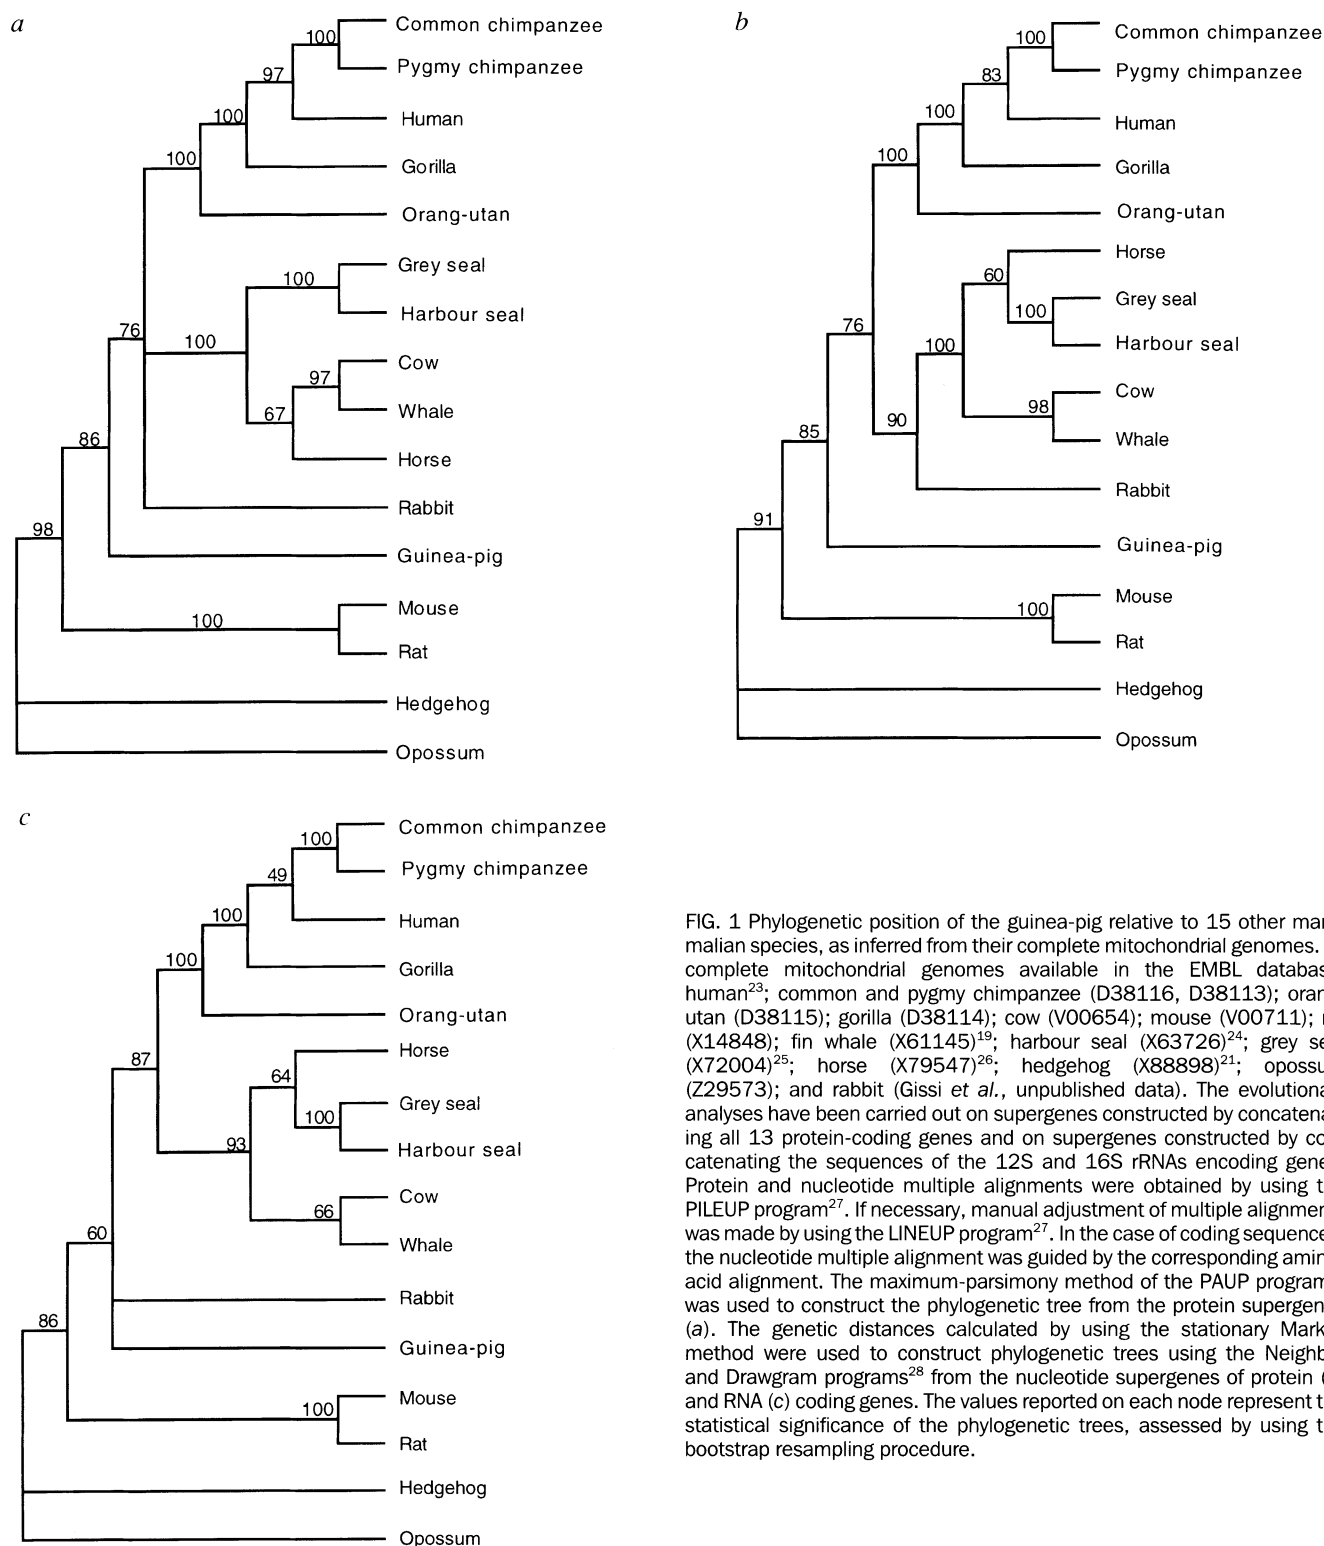 a
100
Common chimpanzee
Pygmy chimpanzee
97
Human
100
Gorilla
100
Orang-utan
Grey seal
100
Harbour seal
76
100
Cow
97
Whale
67
Horse
86
Rabbit
98
Guinea-pig
Mouse
100
Rat
Hedgehog
Opossum
b
100
Common chimpanzee
Pygmy chimpanzee
83
Human
100
Gorilla
100
Orang-utan
Horse
60
Grey seal
100
Harbour seal
76
100
Cow
98
Whale
90
Rabbit
85
Guinea-pig
91
Mouse
100
Rat
Hedgehog
Opossum
c
100
Common chimpanzee
Pygmy chimpanzee
49
Human
100
Gorilla
100
Orang-utan
Horse
87
64
Grey seal
100
Harbour seal
93
Cow
66
Whale
60
Rabbit
86
Guinea-pig
Mouse
100
Rat
Hedgehog
Opossum
FIG. 1 Phylogenetic position of the guinea-pig relative to 15 other mam
malian species, as inferred from their complete mitochondrial genomes.
complete mitochondrial genomes available in the EMBL databas
human23; common and pygmy chimpanzee (D38116, D38113); oran
utan (D38115); gorilla (D38114); cow (V00654); mouse (V00711);
(X14848); fin whale (X61145)19; harbour seal (X63726)24; grey se
(X72004)25; horse (X79547)26; hedgehog (X88898)21; opossu
(Z29573); and rabbit (Gissi et al., unpublished data). The evolutiona
analyses have been carried out on supergenes constructed by concatena
ing all 13 protein-coding genes and on supergenes constructed by co
catenating the sequences of the 12S and 16S rRNAs encoding gene
Protein and nucleotide multiple alignments were obtained by using t
PILEUP program27. If necessary, manual adjustment of multiple alignmen
was made by using the LINEUP program27. In the case of coding sequence
the nucleotide multiple alignment was guided by the corresponding amin
acid alignment. The maximum-parsimony method of the PAUP program
was used to construct the phylogenetic tree from the protein supergen
(a). The genetic distances calculated by using the stationary Mark
method were used to construct phylogenetic trees using the Neighb
and Drawgram programs28 from the nucleotide supergenes of protein (
and RNA (c) coding genes. The values reported on each node represent t
statistical significance of the phylogenetic trees, assessed by using t
bootstrap resampling procedure.